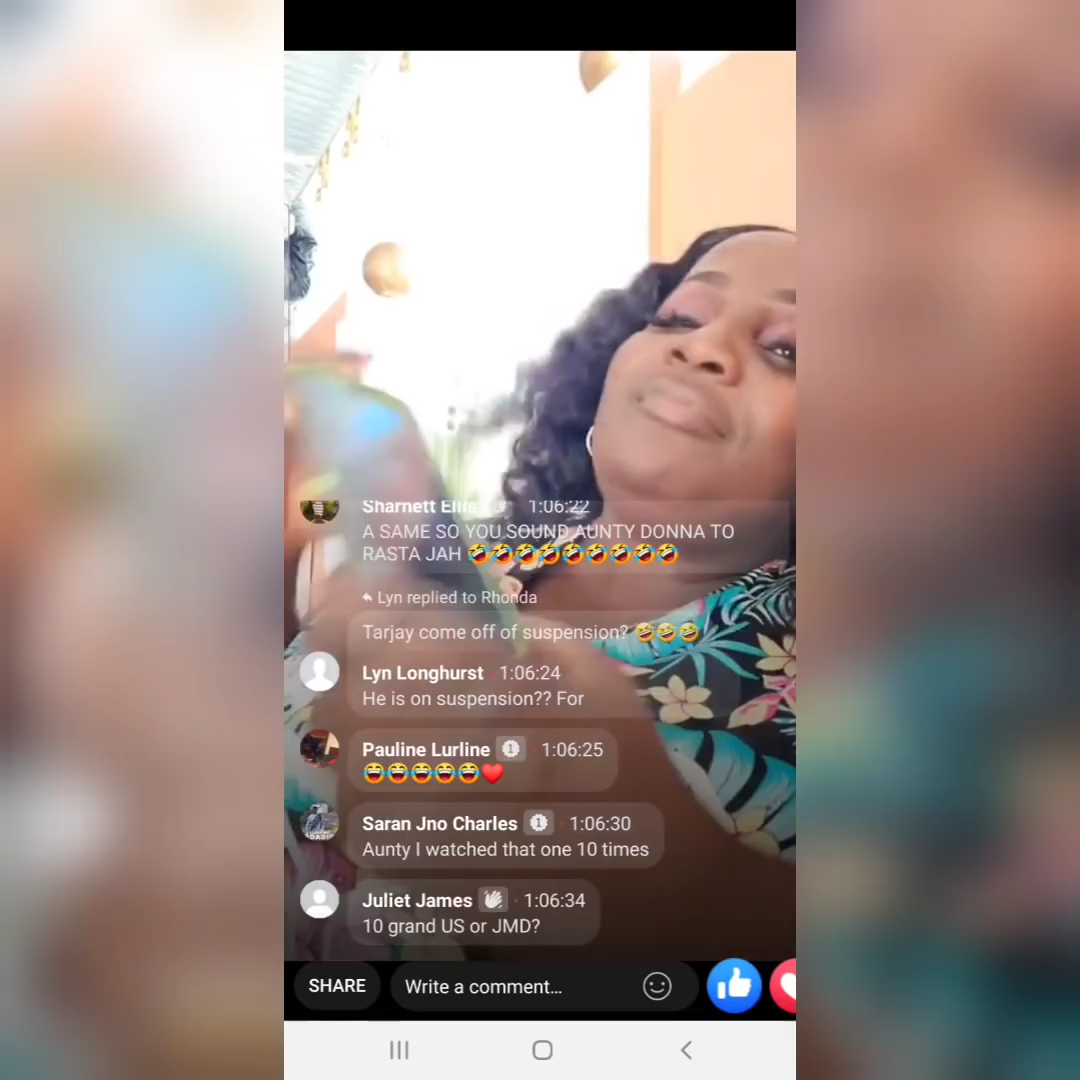 Sharnett Ellis 1:06:22
A SAME SO YOU SOUND AUNTY DONNA TO
RASTA JAH 🤣🤣🤣🤣🤣🤣🤣🤣🤣
Lyn replied to Rhonda
Tarjay come off of suspension? 🤣🤣🤣
Lyn Longhurst · 1:06:24
He is on suspension?? For
Pauline Lurline 1 · 1:06:25
😂😂😂😂😂❤️
Saran Jno Charles 1 · 1:06:30
Aunty I watched that one 10 times
Juliet James 👋 · 1:06:34
10 grand US or JMD?
SHARE
Write a comment...